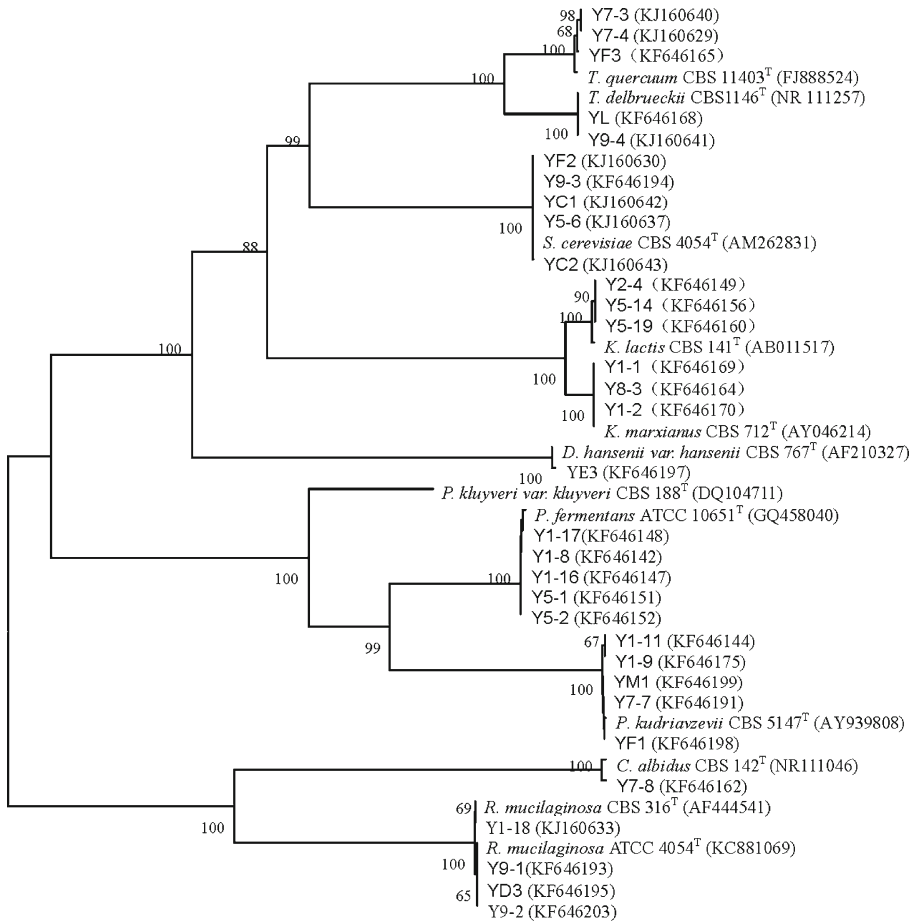 98
Y7-3 (KJ160640)
68
Y7-4 (KJ160629)
100
YF3（KF646165）
T. quercuum CBS 11403ᵀ (FJ888524)
100
T. delbrueckii CBS1146ᵀ (NR 111257)
YL (KF646168)
100
Y9-4 (KJ160641)
99
YF2 (KJ160630)
Y9-3 (KF646194)
YC1 (KJ160642)
100
Y5-6 (KJ160637)
S. cerevisiae CBS 4054ᵀ (AM262831)
88
YC2 (KJ160643)
90
Y2-4（KF646149）
Y5-14（KF646156）
100
Y5-19（KF646160）
K. lactis CBS 141ᵀ (AB011517)
100
100
Y1-1（KF646169）
Y8-3（KF646164）
100
Y1-2（KF646170）
K. marxianus CBS 712ᵀ (AY046214)
D. hansenii var. hansenii CBS 767ᵀ (AF210327)
100
YE3 (KF646197)
P. kluyveri var. kluyveri CBS 188ᵀ (DQ104711)
P. fermentans ATCC 10651ᵀ (GQ458040)
Y1-17(KF646148)
Y1-8 (KF646142)
100
100
Y1-16 (KF646147)
Y5-1 (KF646151)
Y5-2 (KF646152)
99
67
Y1-11 (KF646144)
Y1-9 (KF646175)
100
YM1 (KF646199)
Y7-7 (KF646191)
P. kudriavzevii CBS 5147ᵀ (AY939808)
YF1 (KF646198)
100
C. albidus CBS 142ᵀ (NR111046)
Y7-8 (KF646162)
69
R. mucilaginosa CBS 316ᵀ (AF444541)
100
Y1-18 (KJ160633)
R. mucilaginosa ATCC 4054ᵀ (KC881069)
100
Y9-1(KF646193)
65
YD3 (KF646195)
Y9-2 (KF646203)